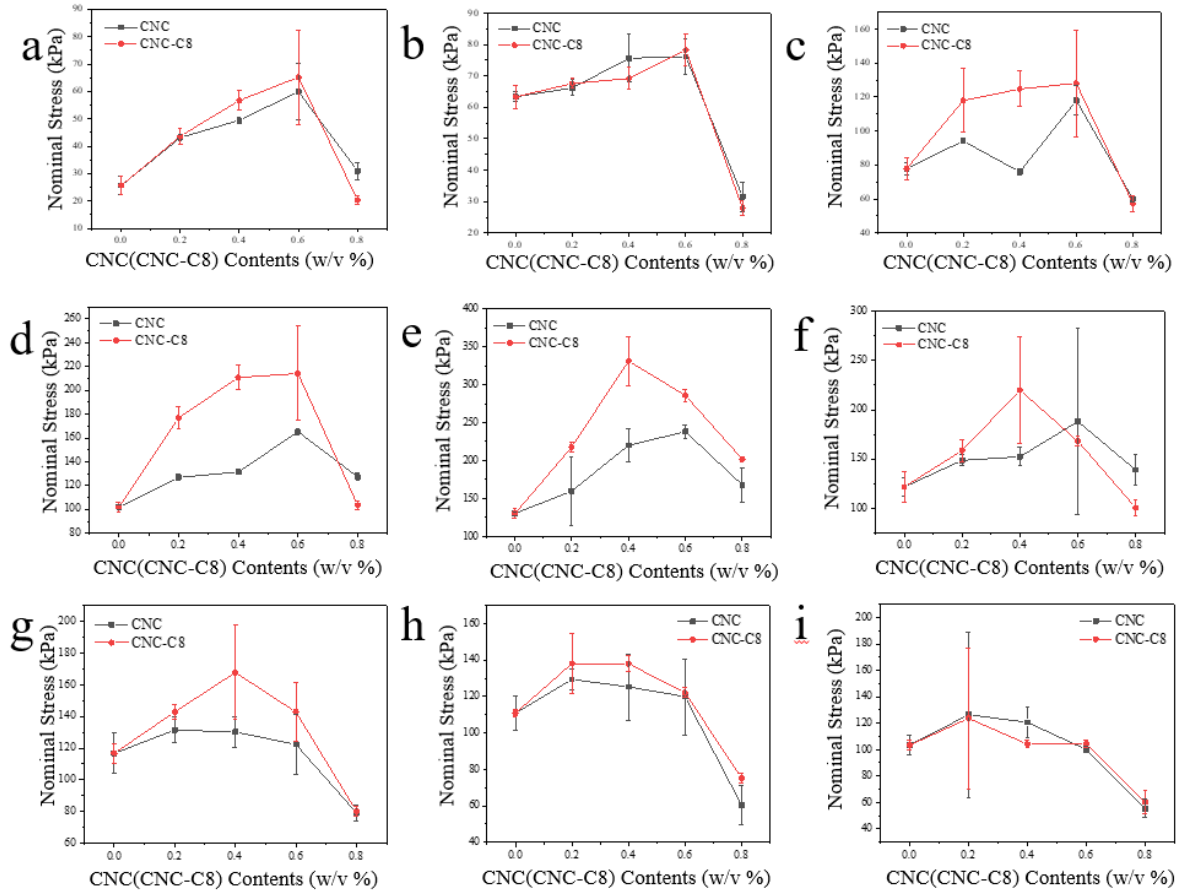 a
CNC
CNC-C8
Nominal Stress (kPa)
90
80
70
60
50
40
30
20
10
0.0 0.2 0.4 0.6 0.8
CNC(CNC-C8) Contents (w/v %)
b
CNC
CNC-C8
Nominal Stress (kPa)
90
80
70
60
50
40
30
20
0.0 0.2 0.4 0.6 0.8
CNC(CNC-C8) Contents (w/v %)
c
CNC
CNC-C8
Nominal Stress (kPa)
160
140
120
100
80
60
40
0.0 0.2 0.4 0.6 0.8
CNC(CNC-C8) Contents (w/v %)
d
CNC
CNC-C8
Nominal Stress (kPa)
260
240
220
200
180
160
140
120
100
80
0.0 0.2 0.4 0.6 0.8
CNC(CNC-C8) Contents (w/v %)
e
CNC
CNC-C8
Nominal Stress (kPa)
400
350
300
250
200
150
100
0.0 0.2 0.4 0.6 0.8
CNC(CNC-C8) Contents (w/v %)
f
CNC
CNC-C8
Nominal Stress (kPa)
300
250
200
150
100
0.0 0.2 0.4 0.6 0.8
CNC(CNC-C8) Contents (w/v %)
g
CNC
CNC-C8
Nominal Stress (kPa)
200
180
160
140
120
100
80
60
0.0 0.2 0.4 0.6 0.8
CNC(CNC-C8) Contents (w/v %)
h
CNC
CNC-C8
Nominal Stress (kPa)
160
140
120
100
80
60
40
0.0 0.2 0.4 0.6 0.8
CNC(CNC-C8) Contents (w/v %)
i
CNC
CNC-C8
Nominal Stress (kPa)
200
180
160
140
120
100
80
60
40
0.0 0.2 0.4 0.6 0.8
CNC(CNC-C8) Contents (w/v %)